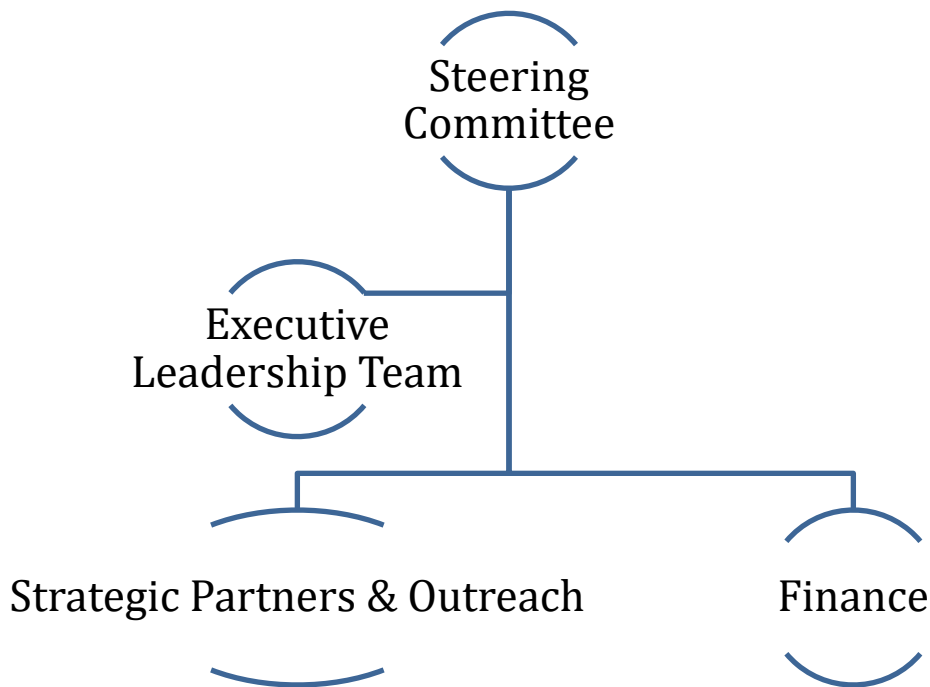 Steering
Committee
Executive
Leadership Team
Strategic Partners & Outreach
Finance